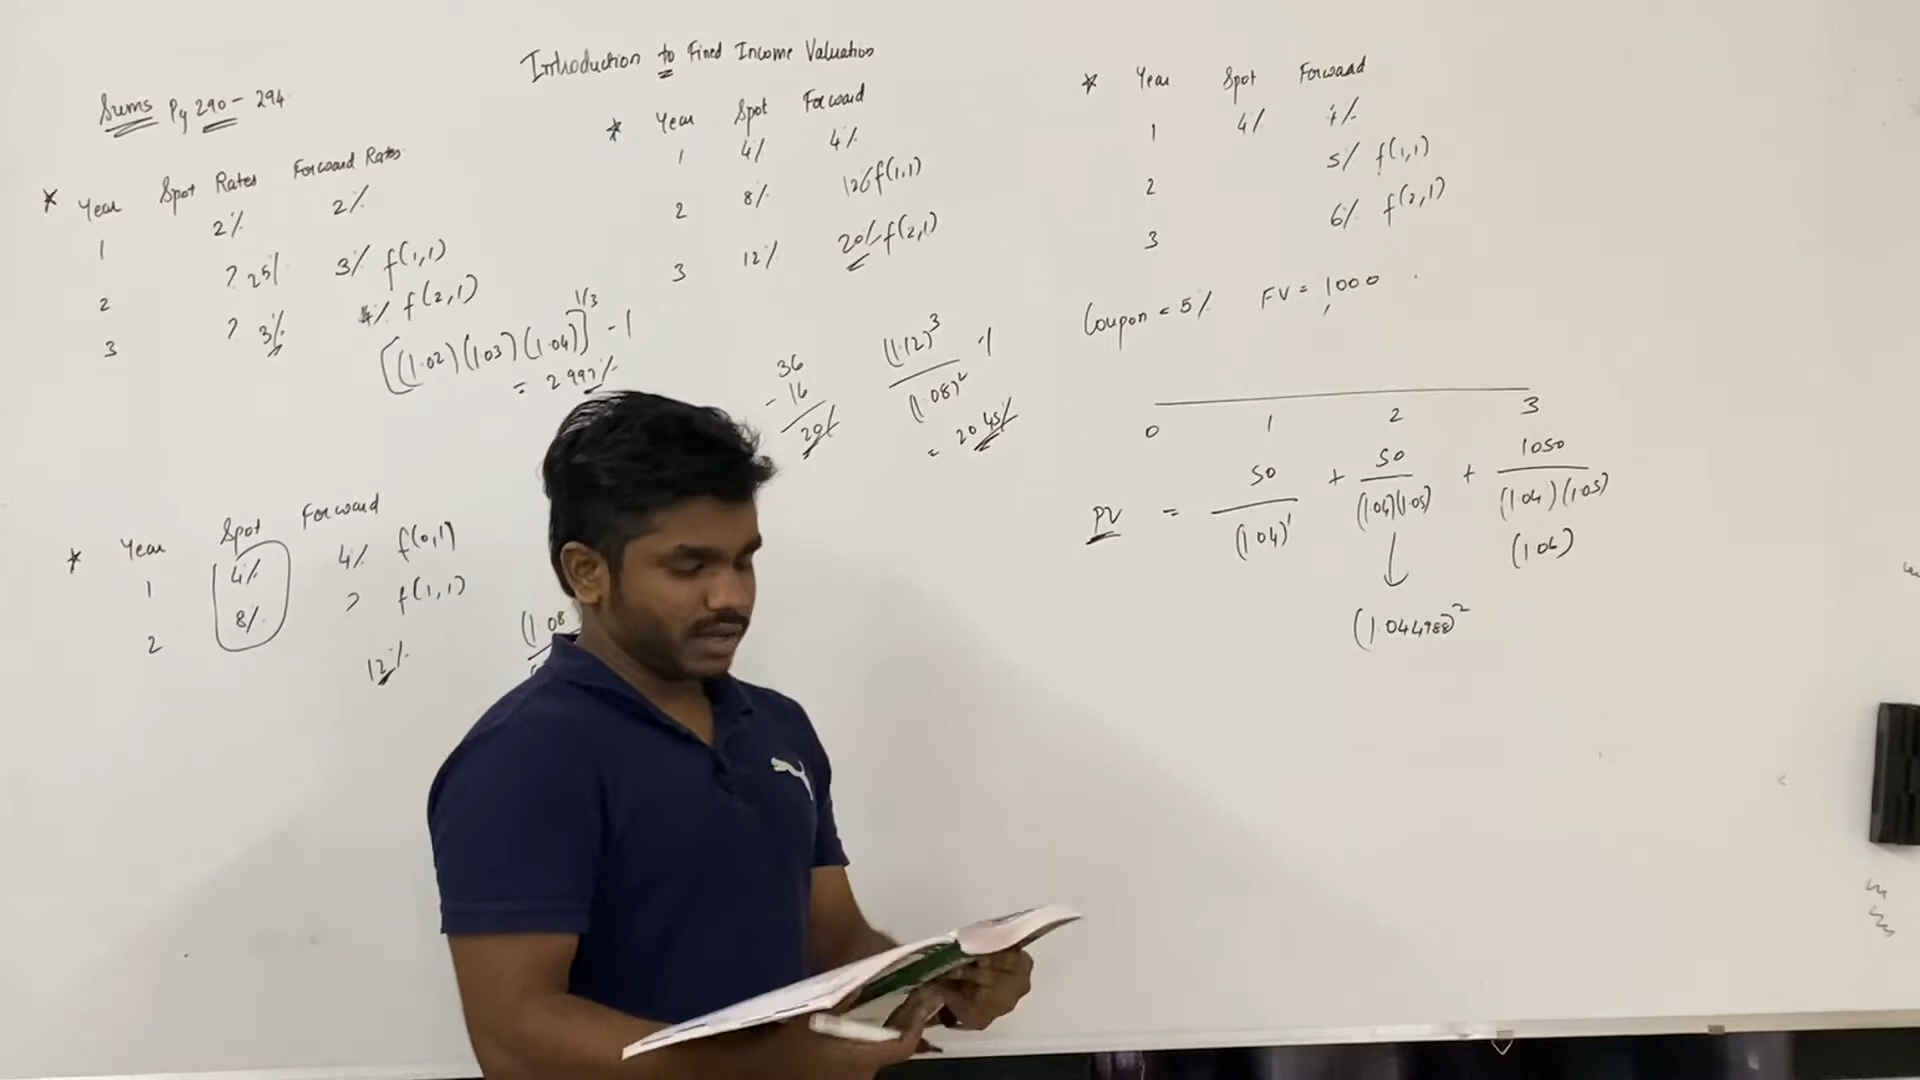 Introduction to Fixed Income Valuation
Sums Pg 290 - 294
* Year Spot Rates Forward Rates
1 2% 2%
2 ? 2.5% 3% f(1,1)
3 ? 3% 4% f(2,1)
[(1.02)(1.03)(1.04)]^1/3 - 1
= 2.997%
* Year Spot Forward
1 4% 4% f(0,1)
2 8% ? f(1,1)
12%
(1.08
* Year Spot Forward
1 4% 4%
2 8% 12% f(1,1)
3 12% 20% f(2,1)
36
- 16
20%
(1.12)^3 - 1
(1.08)^2
= 20.45%
* Year Spot Forward
1 4% 4%
2 5% f(1,1)
3 6% f(2,1)
Coupon = 5% FV = 1000
0 1 2 3
PV = 50 + 50 + 1050
(1.04)^1 (1.04)(1.05) (1.04)(1.05)
(1.06)
(1.044988)^2